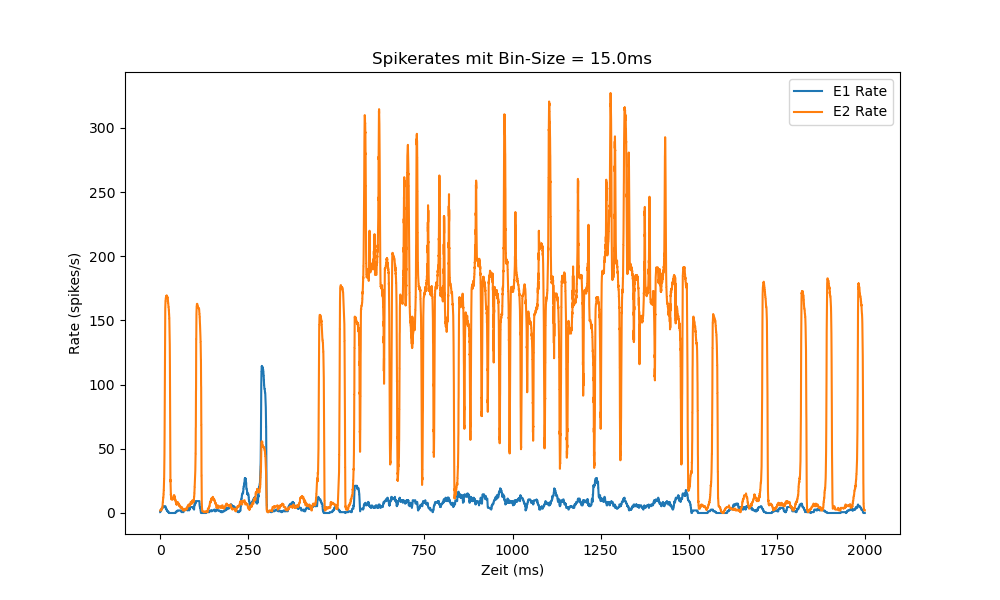 Spikerates mit Bin-Size = 15.0ms
E1 Rate
E2 Rate
Rate (spikes/s)
300
250
200
150
100
50
0
0 250 500 750 1000 1250 1500 1750 2000
Zeit (ms)